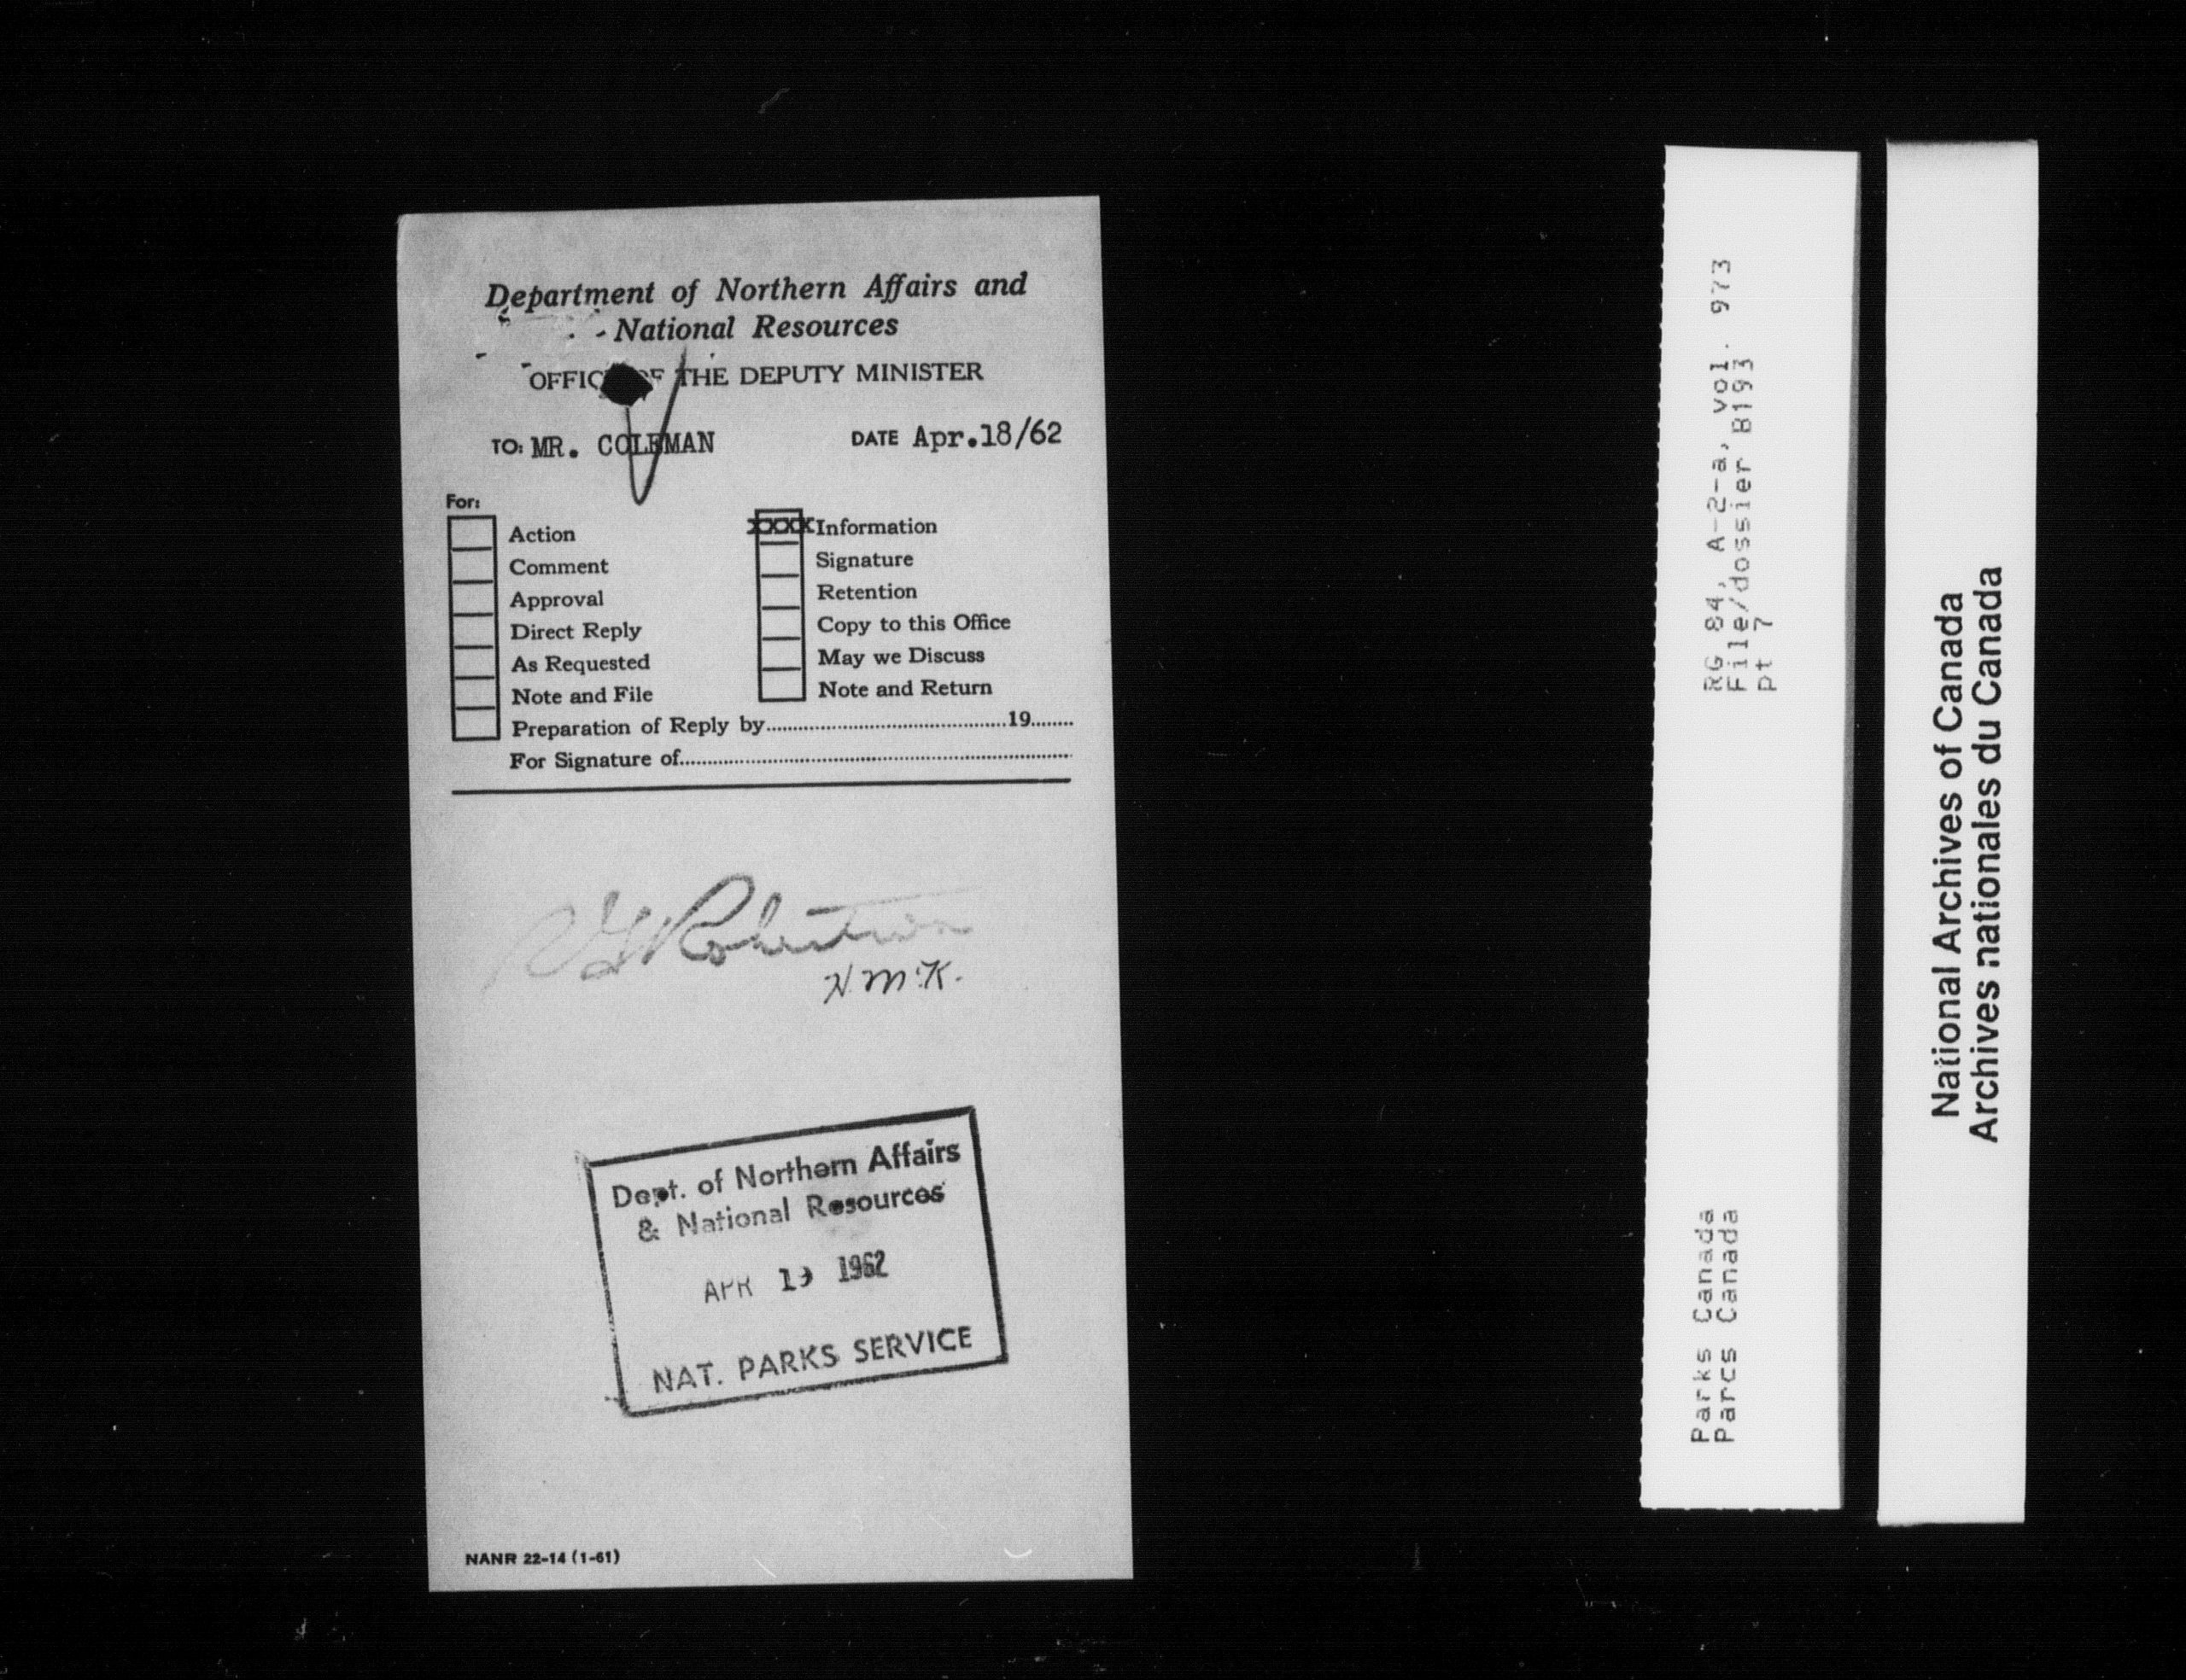 Department of Northern Affairs and
National Resources
OFFICE OF THE DEPUTY MINISTER
TO: MR. COLEMAN DATE Apr.18/62
For:
Action XXXX Information
Comment Signature
Approval Retention
Direct Reply Copy to this Office
As Requested May we Discuss
Note and File Note and Return
Preparation of Reply by 19
For Signature of
Robertson
H.McK.
Dept. of Northern Affairs
& National Resources
APR 19 1962
NAT. PARKS SERVICE
NANR 22-14 (1-61)
RG 84, A-2-a, Vol. 973
File/dossier B193
pt 7
Parks Canada
Parcs Canada
National Archives of Canada
Archives nationales du Canada